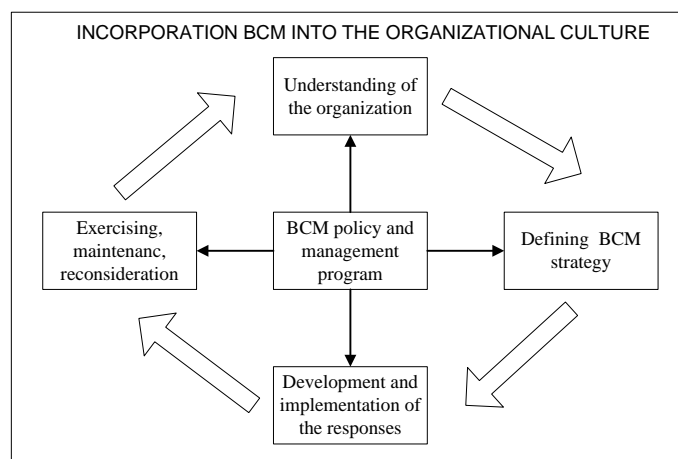 INCORPORATION BCM INTO THE ORGANIZATIONAL CULTURE
Understanding of
the organization
Exercising,
maintenanc,
reconsideration
BCM policy and
management
program
Defining BCM
strategy
Development and
implementation of
the responses